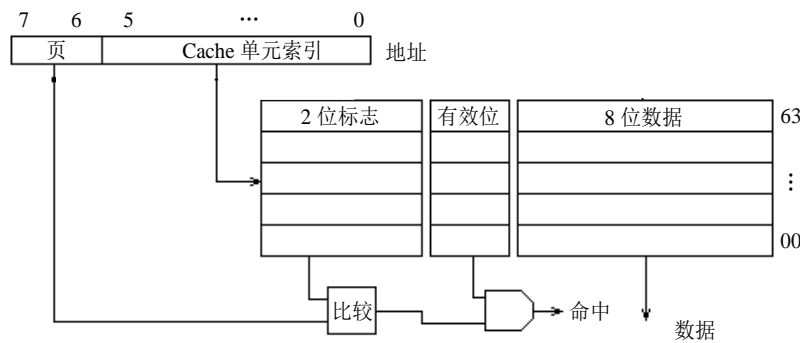 7 6 5 ... 0
页 Cache 单元索引 地址
2 位标志 有效位 8 位数据 63
...
00
比较 命中
数据